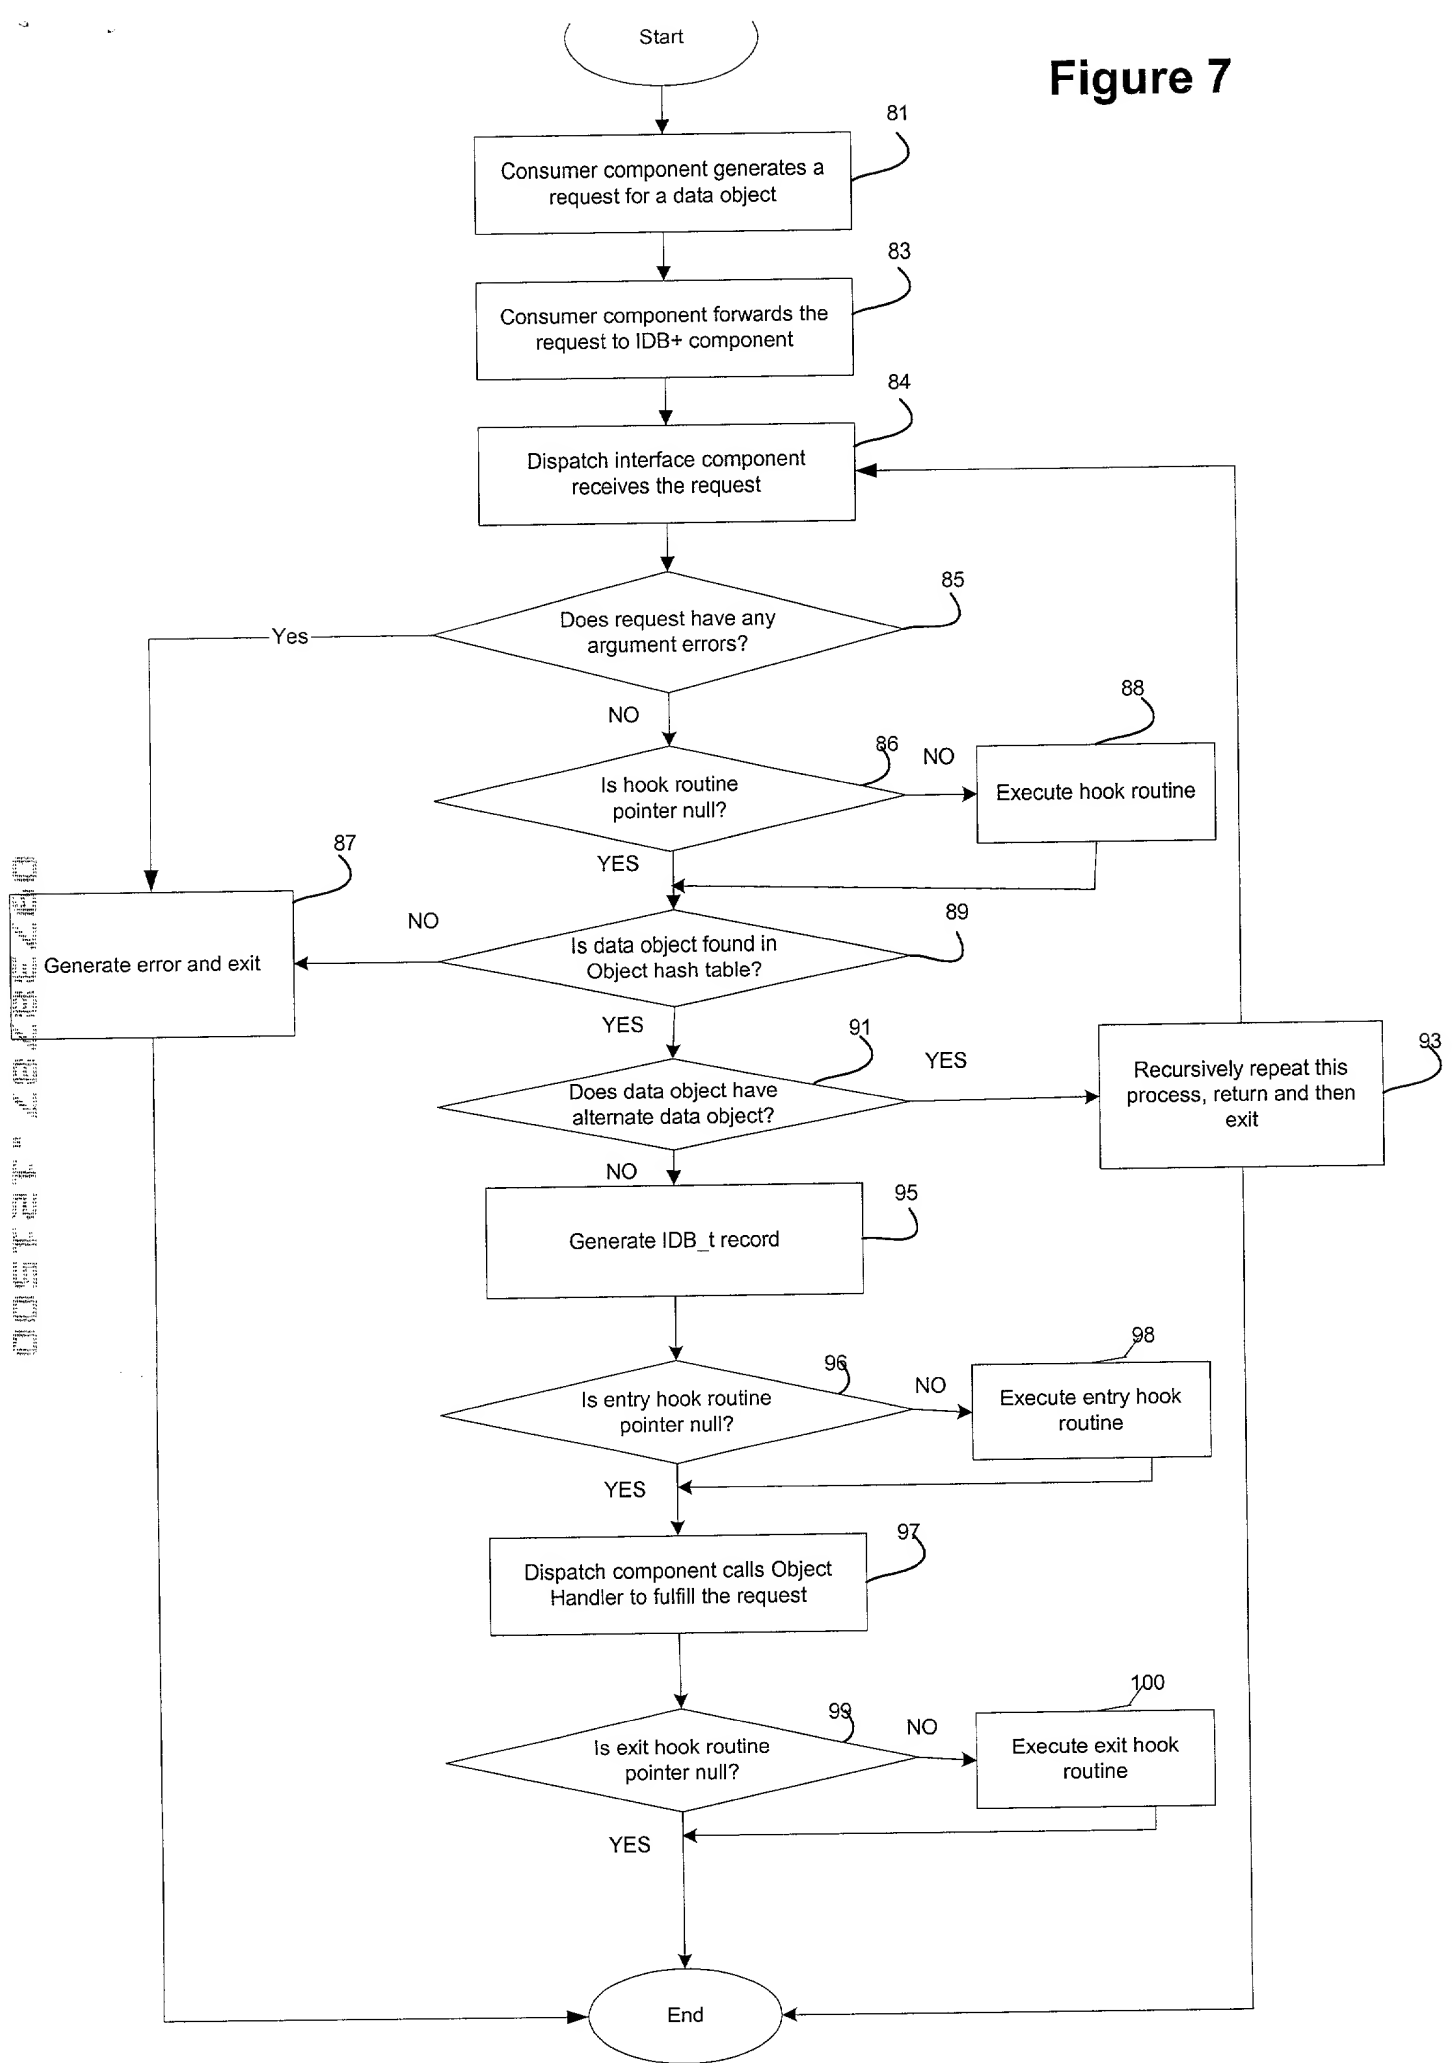 Start
Figure 7
81
Consumer component generates a
request for a data object
83
Consumer component forwards the
request to IDB+ component
84
Dispatch interface component
receives the request
85
Does request have any
argument errors?
Yes
NO
88
86
NO
Is hook routine
pointer null?
Execute hook routine
YES
87
89
NO
Is data object found in
Object hash table?
Generate error and exit
YES
91
YES
93
Does data object have
alternate data object?
Recursively repeat this
process, return and then
exit
NO
95
Generate IDB_t record
98
96
NO
Is entry hook routine
pointer null?
Execute entry hook
routine
YES
97
Dispatch component calls Object
Handler to fulfill the request
100
99
NO
Is exit hook routine
pointer null?
Execute exit hook
routine
YES
End